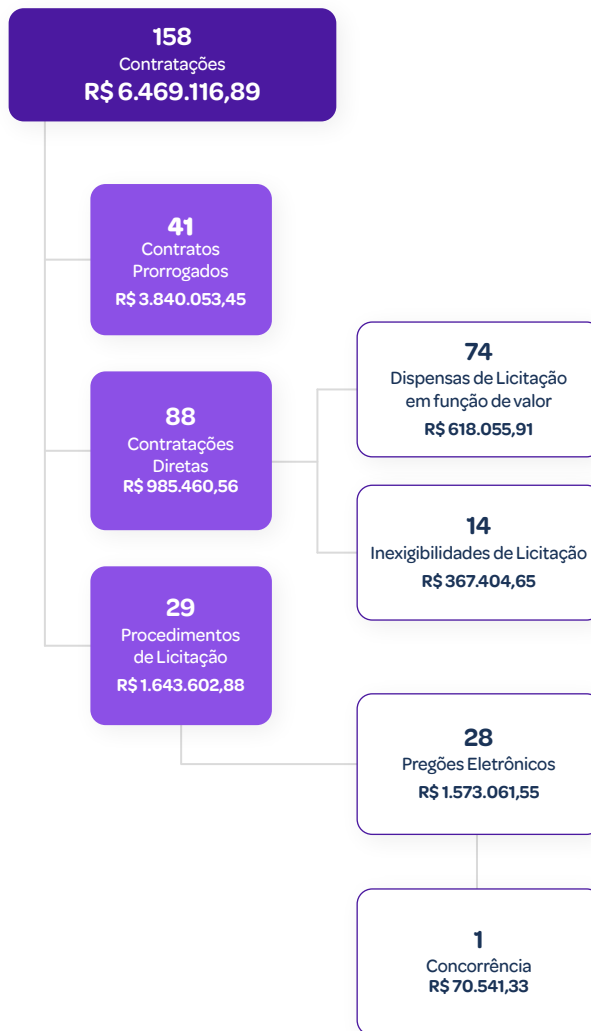 158
Contratações
R$ 6.469.116,89
41
Contratos
Prorrogados
R$ 3.840.053,45
88
Contratações
Diretas
R$ 985.460,56
74
Dispensas de Licitação
em função de valor
R$ 618.055,91
14
Inexigibilidades de Licitação
R$ 367.404,65
29
Procedimentos
de Licitação
R$ 1.643.602,88
28
Pregões Eletrônicos
R$ 1.573.061,55
1
Concorrência
R$ 70.541,33